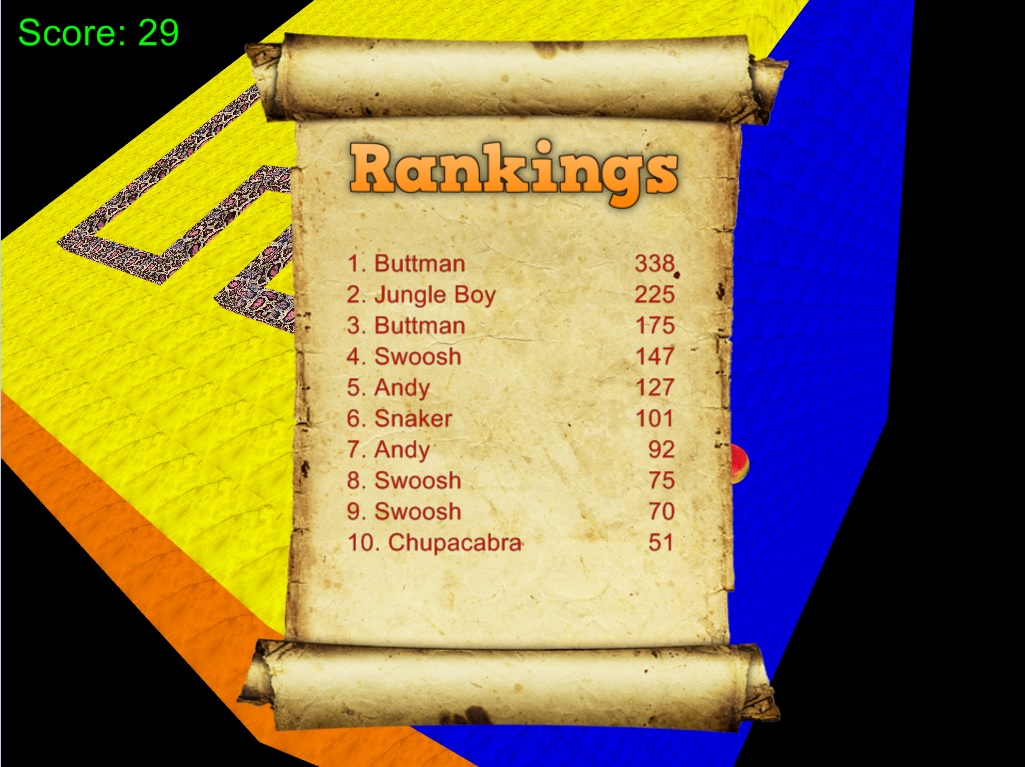 Score: 29
Rankings
1. Buttman 338
2. Jungle Boy 225
3. Buttman 175
4. Swoosh 147
5. Andy 127
6. Snaker 101
7. Andy 92
8. Swoosh 75
9. Swoosh 70
10. Chupacabra 51